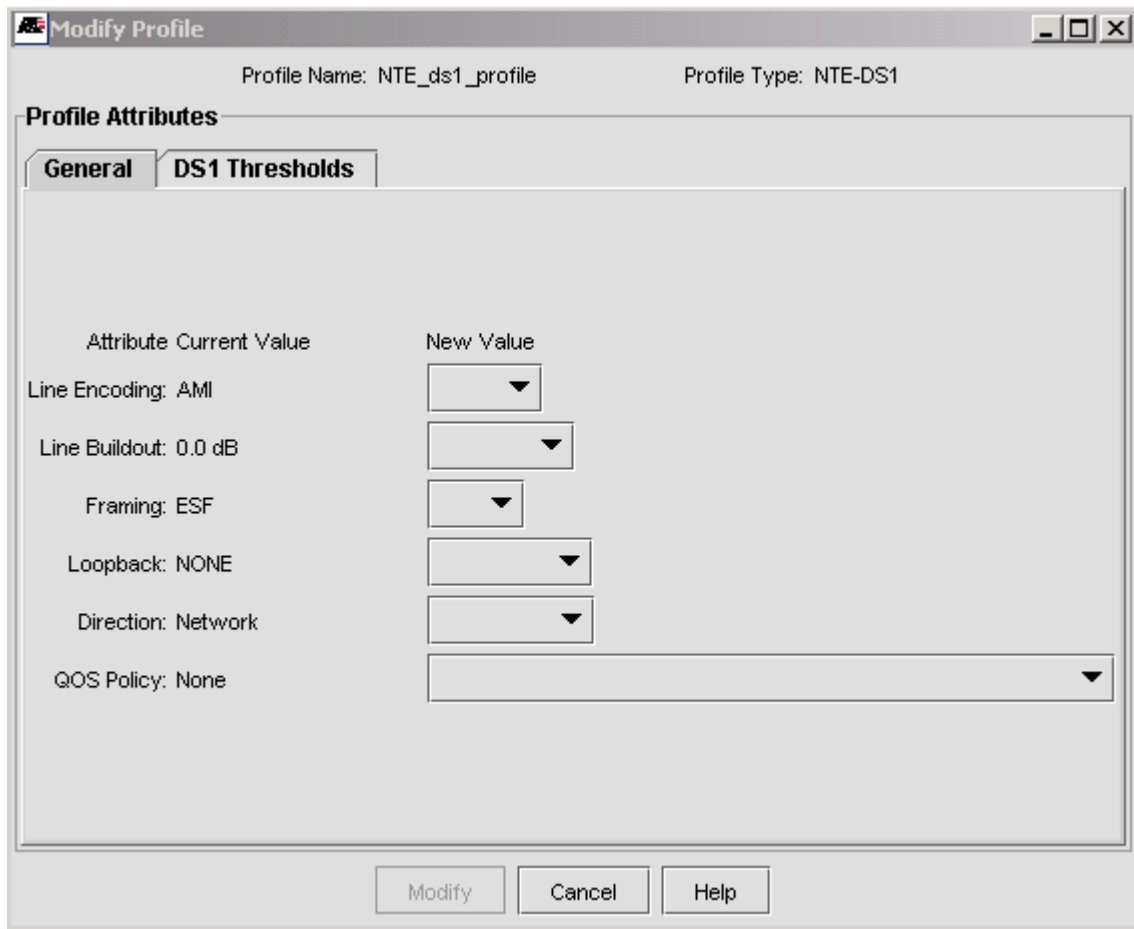 Modify Profile
Profile Name: NTE_ds1_profile Profile Type: NTE-DS1
Profile Attributes
General DS1 Thresholds
Attribute Current Value New Value
Line Encoding: AMI
Line Buildout: 0.0 dB
Framing: ESF
Loopback: NONE
Direction: Network
QOS Policy: None
Modify Cancel Help